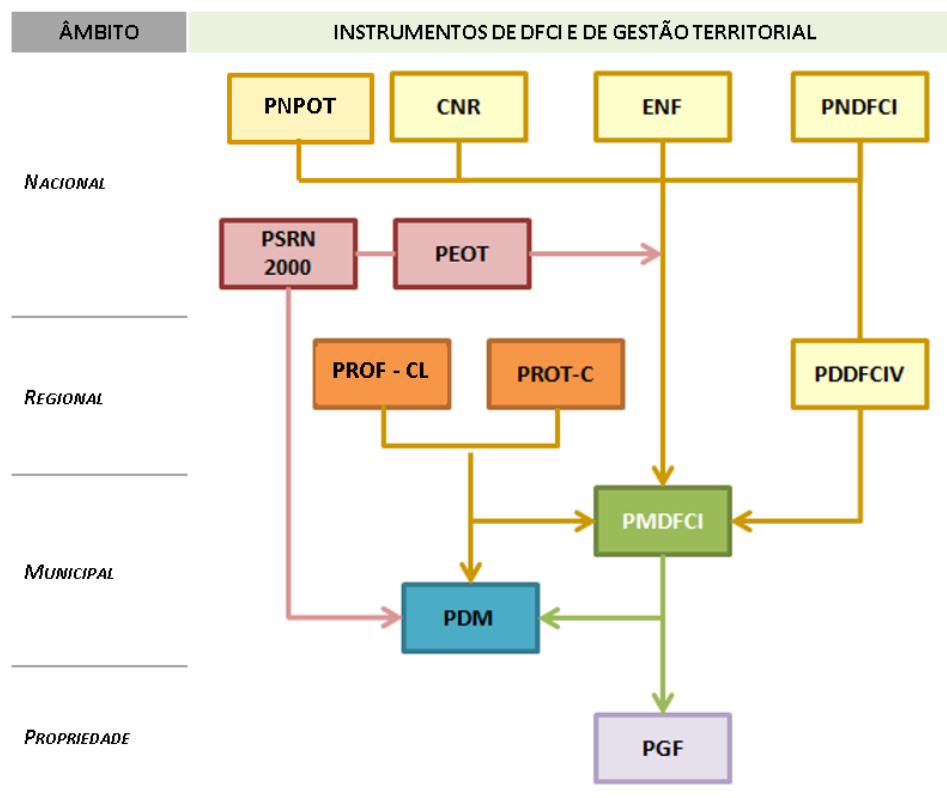 ÂMBITO
INSTRUMENTOS DE DFCI E DE GESTÃO TERRITORIAL
NACIONAL
PNPOT
CNR
ENF
PNDFCI
PSRN
2000
PEOT
REGIONAL
PROF - CL
PROT-C
PDDFCIV
MUNICIPAL
PMDFCI
PDM
PROPRIEDADE
PGF